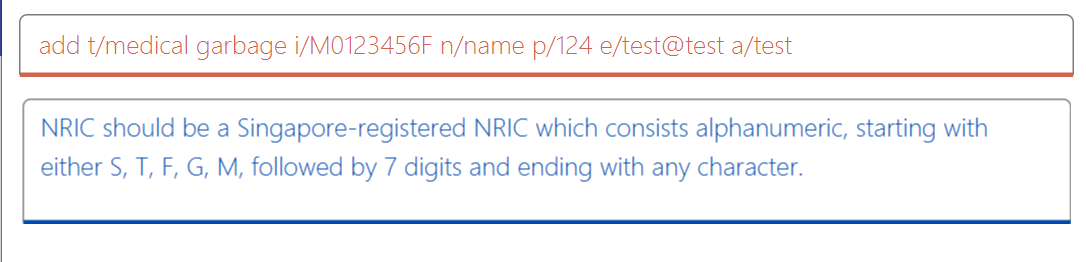 add t/medical garbage i/M0123456F n/name p/124 e/test@test a/test
NRIC should be a Singapore-registered NRIC which consists alphanumeric, starting with
either S, T, F, G, M, followed by 7 digits and ending with any character.